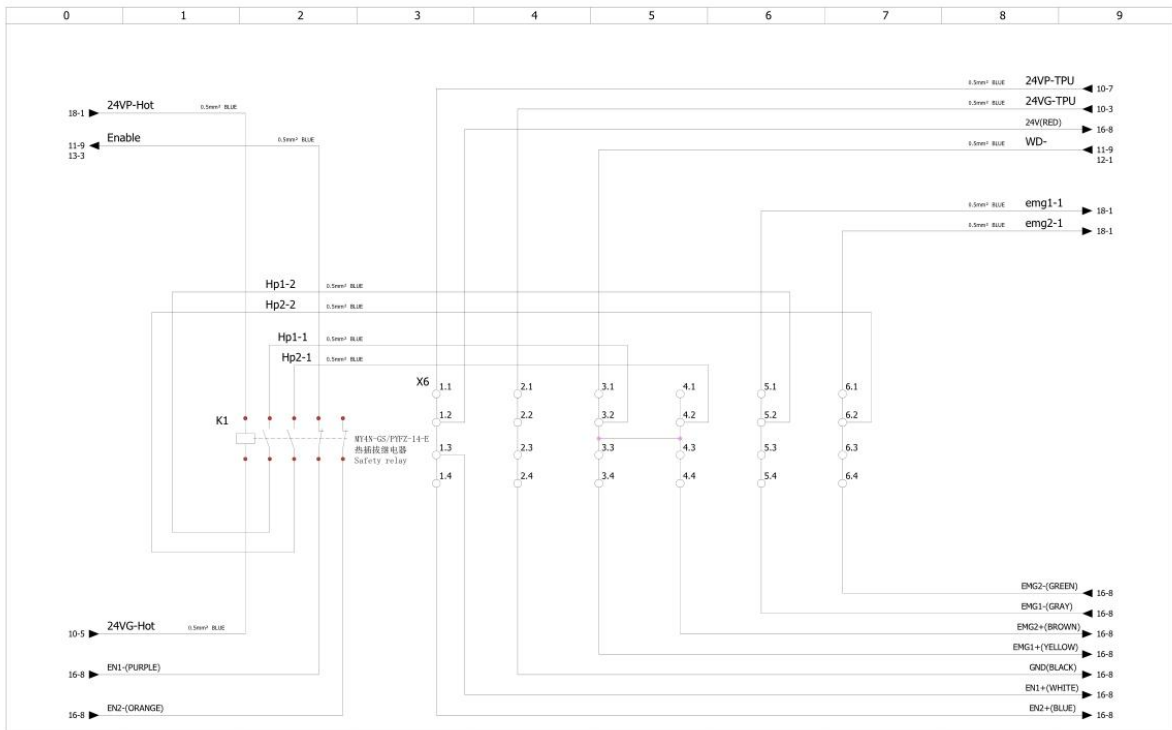 0 1 2 3 4 5 6 7 8 9
0.5mm² BLUE 24VP-TPU 10-7
18-1 24VP-Hot 0.5mm² BLUE
0.5mm² BLUE 24VG-TPU 10-3
24V(RED) 16-8
11-9 Enable 0.5mm² BLUE
13-3
0.5mm² BLUE WD- 11-9
12-1
0.5mm² BLUE emg1-1 18-1
0.5mm² BLUE emg2-1 18-1
Hp1-2 0.5mm² BLUE
Hp2-2 0.5mm² BLUE
Hp1-1 0.5mm² BLUE
Hp2-1 0.5mm² BLUE
X6 1.1 2.1 3.1 4.1 5.1 6.1
K1 1.2 2.2 3.2 4.2 5.2 6.2
MY4N-GS/PYFZ-14-E
热插拔继电器
Safety relay
1.3 2.3 3.3 4.3 5.3 6.3
1.4 2.4 3.4 4.4 5.4 6.4
EMG2-(GREEN) 16-8
EMG1-(GRAY) 16-8
10-5 24VG-Hot 0.5mm² BLUE
EMG2+(BROWN) 16-8
EMG1+(YELLOW) 16-8
16-8 EN1-(PURPLE)
GND(BLACK) 16-8
EN1+(WHITE) 16-8
16-8 EN2-(ORANGE)
EN2+(BLUE) 16-8